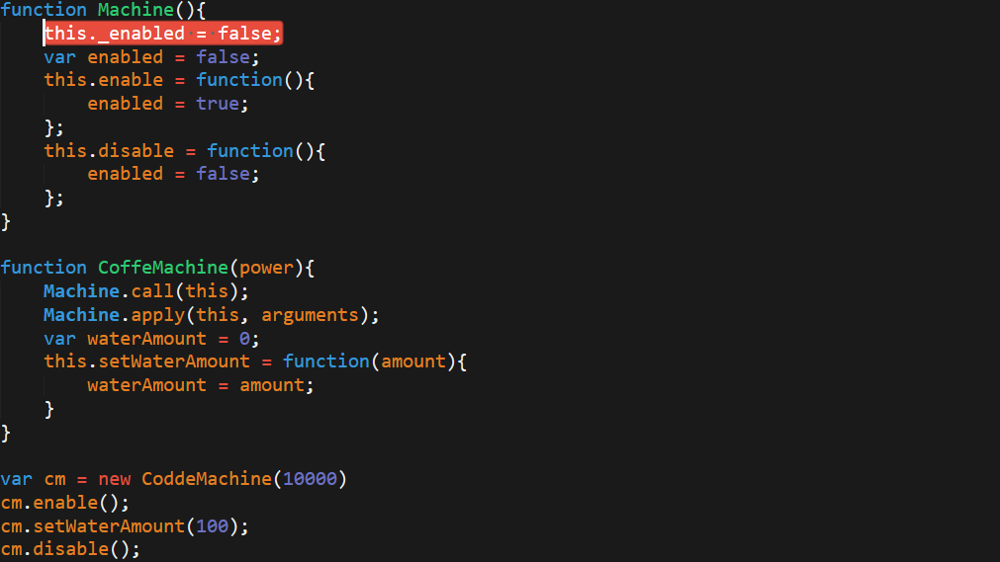 function Machine(){
    this._enabled = false;
    var enabled = false;
    this.enable = function(){
        enabled = true;
    };
    this.disable = function(){
        enabled = false;
    };
}

function CoffeMachine(power){
    Machine.call(this);
    Machine.apply(this, arguments);
    var waterAmount = 0;
    this.setWaterAmount = function(amount){
        waterAmount = amount;
    }
}

var cm = new CoddeMachine(10000)
cm.enable();
cm.setWaterAmount(100);
cm.disable();